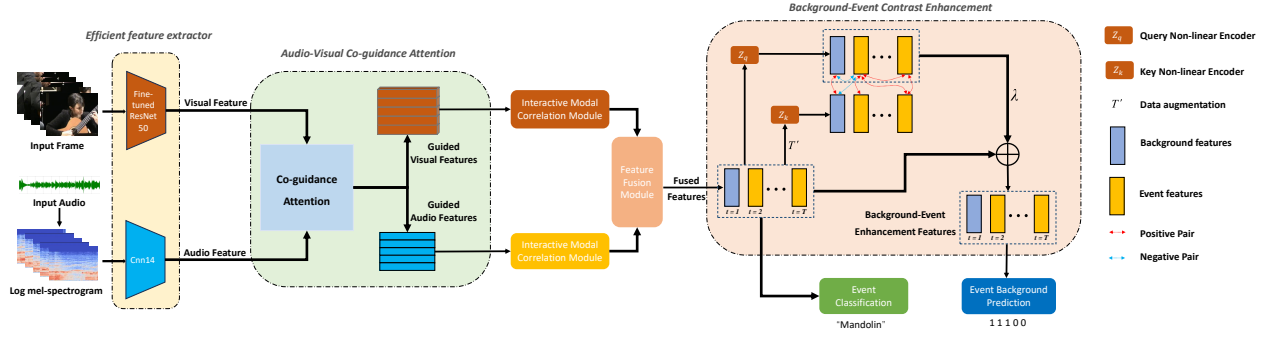 Efficient feature extractor
Fine-
tuned
ResNet
50
Input Frame
Input Audio
Log mel-spectrogram
Cnn14
Visual Feature
Audio Feature
Audio-Visual Co-guidance Attention
Co-guidance
Attention
Guided
Visual Features
Guided
Audio Features
Interactive Modal
Correlation Module
Interactive Modal
Correlation Module
Feature
Fusion
Module
Fused
Features
Background-Event Contrast Enhancement
Z_q
Z_k
T'
λ
t=1
t=2
t=T
Background-Event
Enhancement Features
t=1
t=2
t=T
Event
Classification
"Mandolin"
Event Background
Prediction
1 1 1 0 0
Z_q Query Non-linear Encoder
Z_k Key Non-linear Encoder
T' Data augmentation
Background features
Event features
Positive Pair
Negative Pair